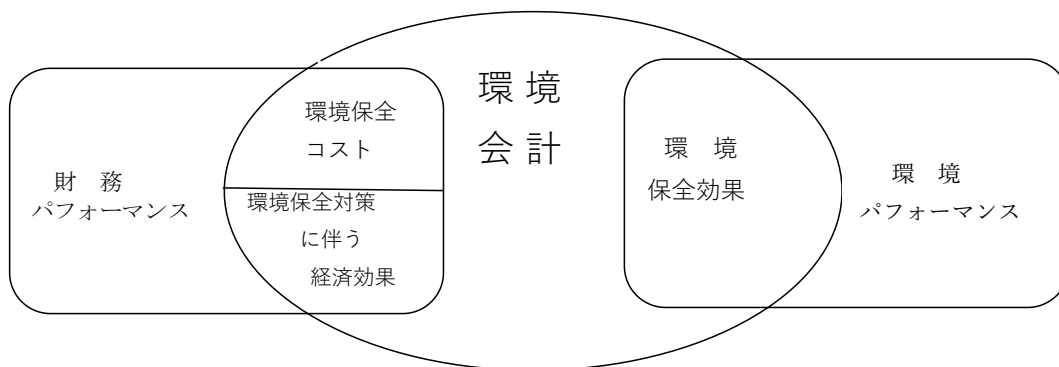 環 境
会 計
環境保全
コスト
財　務
パフォーマンス
環境保全対策
に伴う
経済効果
環　境
保全効果
環　境
パフォーマンス